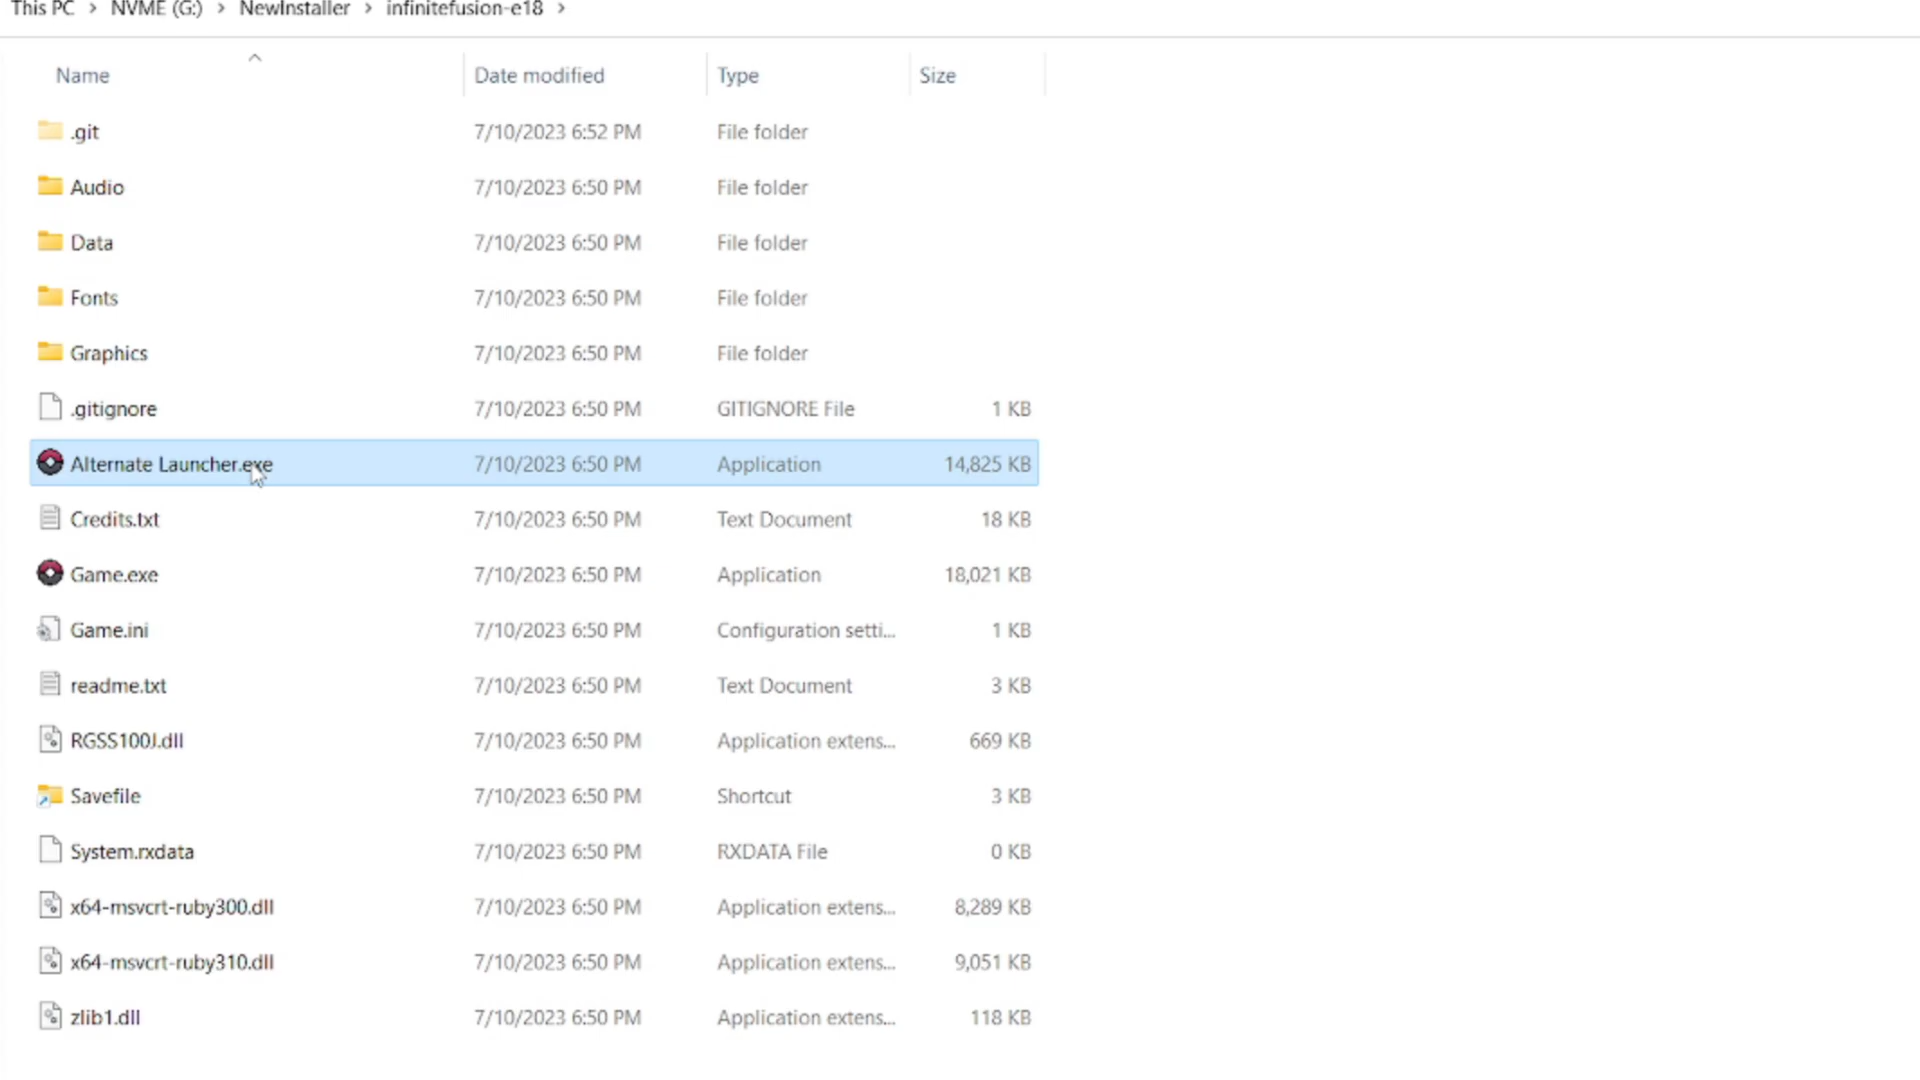 This PC > NVME (G:) > NewInstaller > infinitefusion-e18 >
Name Date modified Type Size
.git 7/10/2023 6:52 PM File folder
Audio 7/10/2023 6:50 PM File folder
Data 7/10/2023 6:50 PM File folder
Fonts 7/10/2023 6:50 PM File folder
Graphics 7/10/2023 6:50 PM File folder
.gitignore 7/10/2023 6:50 PM GITIGNORE File 1 KB
Alternate Launcher.exe 7/10/2023 6:50 PM Application 14,825 KB
Credits.txt 7/10/2023 6:50 PM Text Document 18 KB
Game.exe 7/10/2023 6:50 PM Application 18,021 KB
Game.ini 7/10/2023 6:50 PM Configuration setti... 1 KB
readme.txt 7/10/2023 6:50 PM Text Document 3 KB
RGSS100J.dll 7/10/2023 6:50 PM Application extens... 669 KB
Savefile 7/10/2023 6:50 PM Shortcut 3 KB
System.rxdata 7/10/2023 6:50 PM RXDATA File 0 KB
x64-msvcrt-ruby300.dll 7/10/2023 6:50 PM Application extens... 8,289 KB
x64-msvcrt-ruby310.dll 7/10/2023 6:50 PM Application extens... 9,051 KB
zlib1.dll 7/10/2023 6:50 PM Application extens... 118 KB